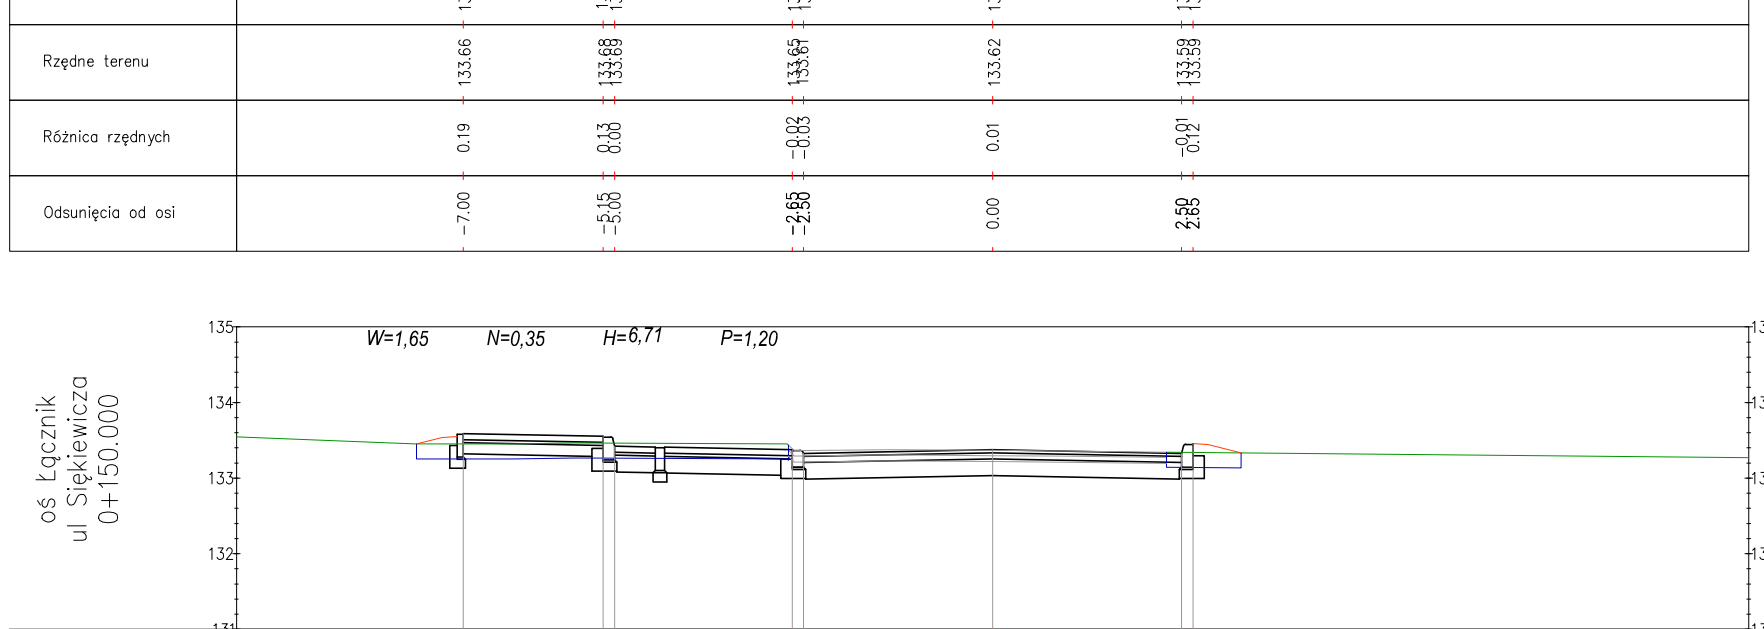 Rzędne terenu 133.66 133.68 133.69 133.65 133.61 133.62 133.59 133.59
Różnica rzędnych 0.19 0.13 0.00 -0.02 -0.03 0.01 -0.01 0.12
Odsunięcia od osi -7.00 -5.15 -5.00 -2.65 -2.50 0.00 2.50 2.65
135
W=1,65 N=0,35 H=6,71 P=1,20
134
133
132
oś Łącznik
ul Siękiewicza
0+150.000